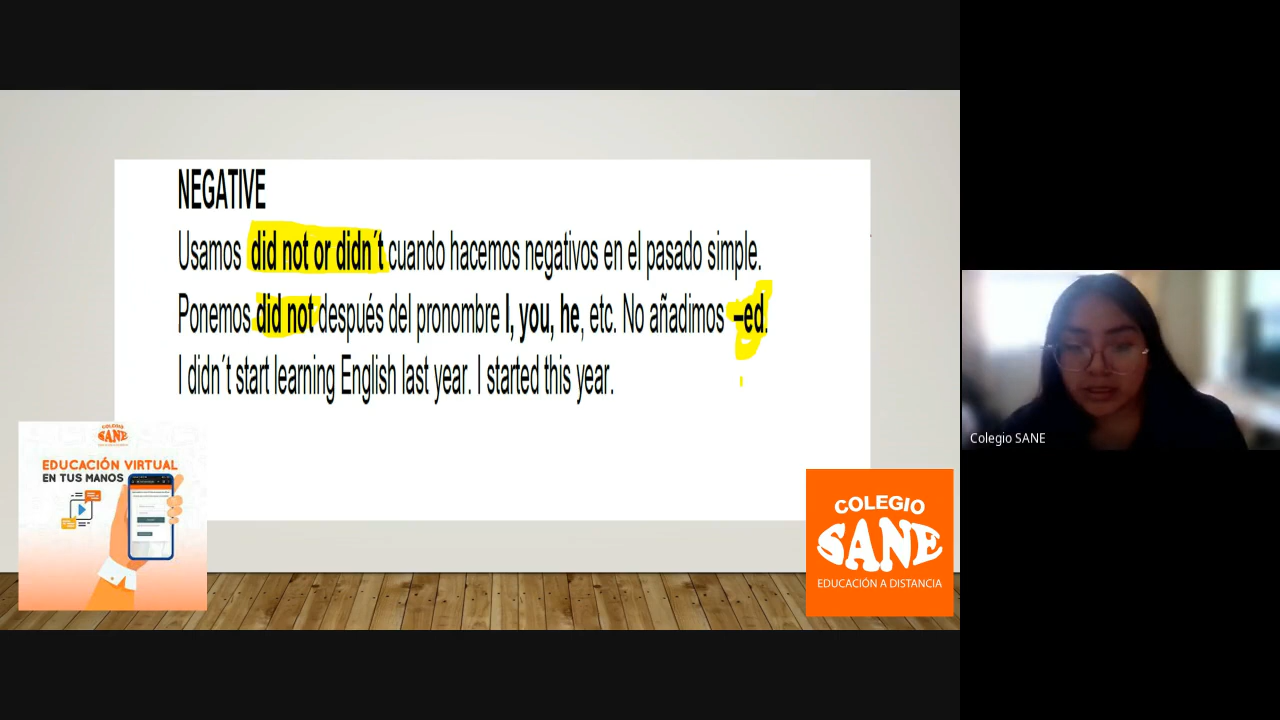 NEGATIVE
Usamos did not or didn´t cuando hacemos negativos en el pasado simple.
Ponemos did not después del pronombre I, you, he, etc. No añadimos –ed.
I didn´t start learning English last year. I started this year.
COLEGIO
SANE
EDUCACIÓN VIRTUAL
EN TUS MANOS
COLEGIO
SANE
EDUCACIÓN A DISTANCIA
Colegio SANE